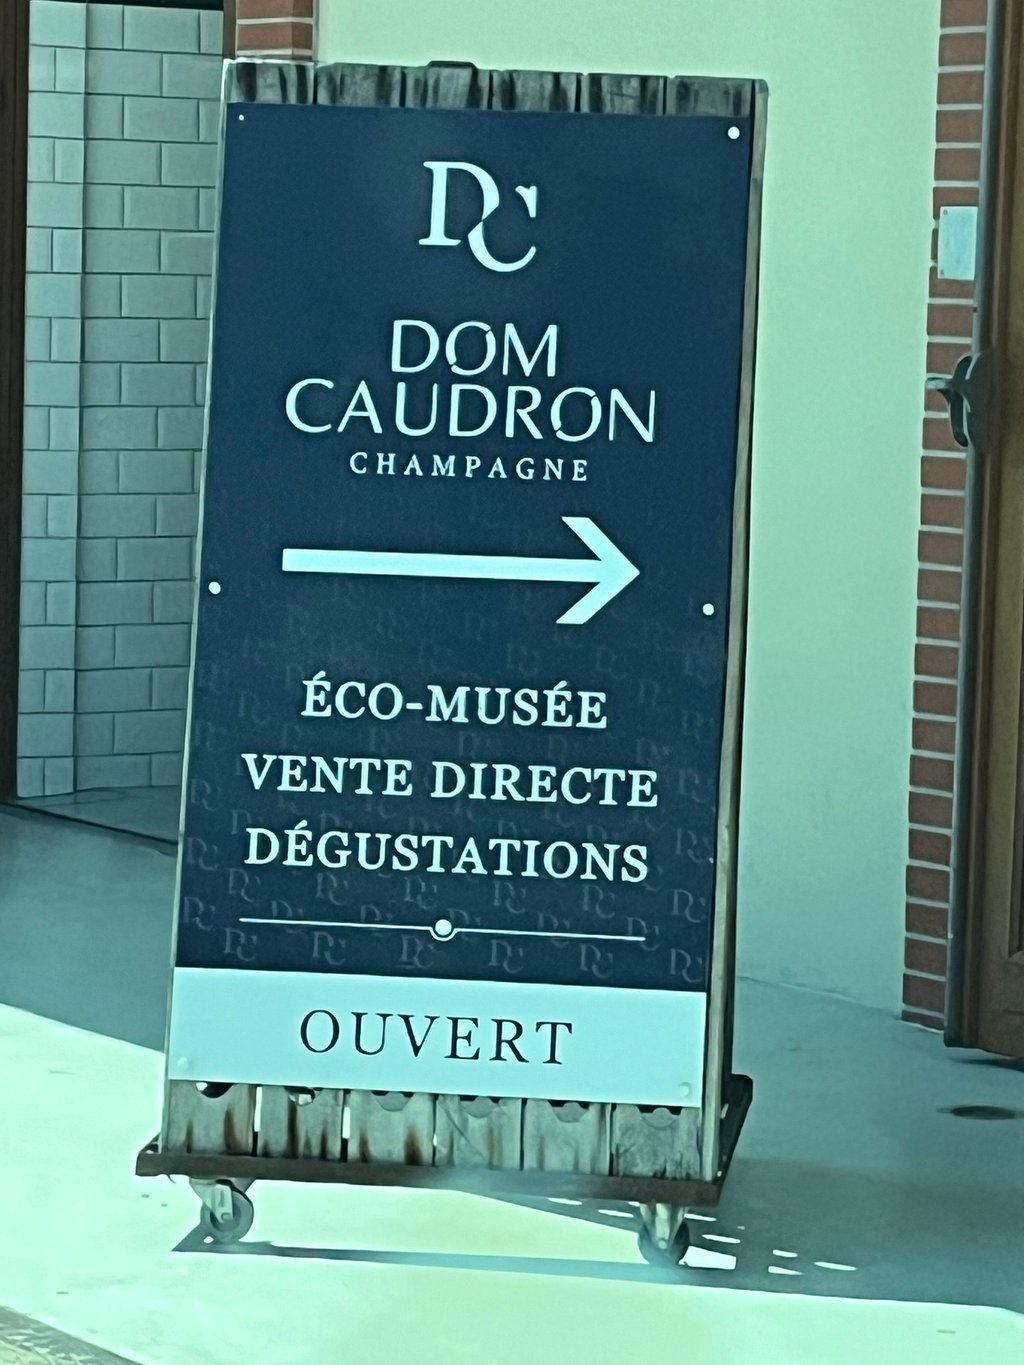 DC
DOM
CAUDRON
CHAMPAGNE
ÉCO-MUSÉE
VENTE DIRECTE
DÉGUSTATIONS
OUVERT